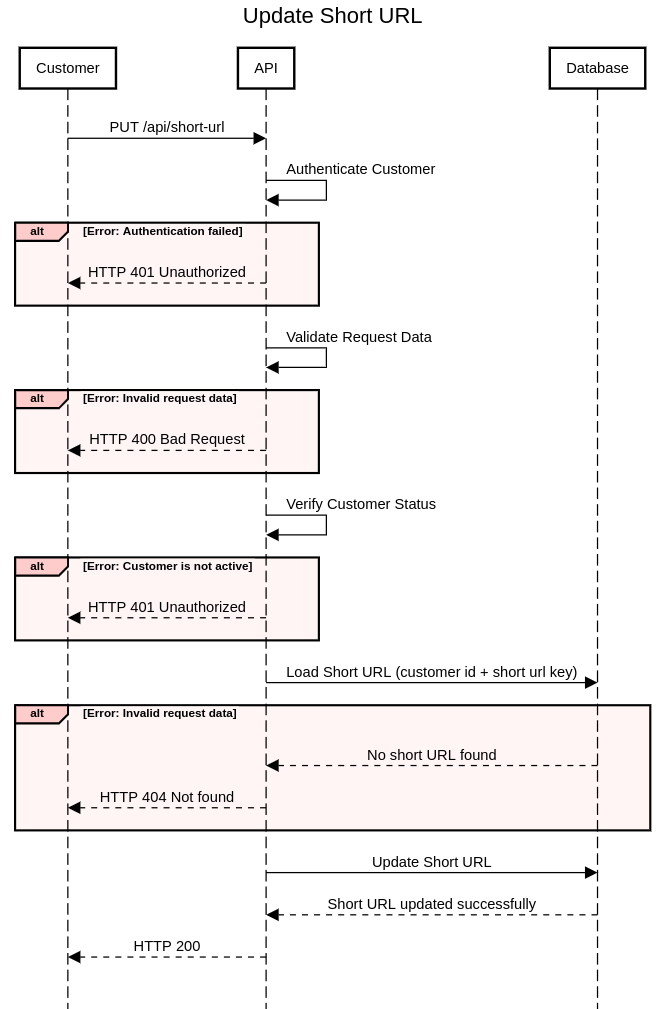 Update Short URL
Customer
API
Database
PUT /api/short-url
Authenticate Customer
alt
[Error: Authentication failed]
HTTP 401 Unauthorized
Validate Request Data
alt
[Error: Invalid request data]
HTTP 400 Bad Request
Verify Customer Status
alt
[Error: Customer is not active]
HTTP 401 Unauthorized
Load Short URL (customer id + short url key)
alt
[Error: Invalid request data]
No short URL found
HTTP 404 Not found
Update Short URL
Short URL updated successfully
HTTP 200